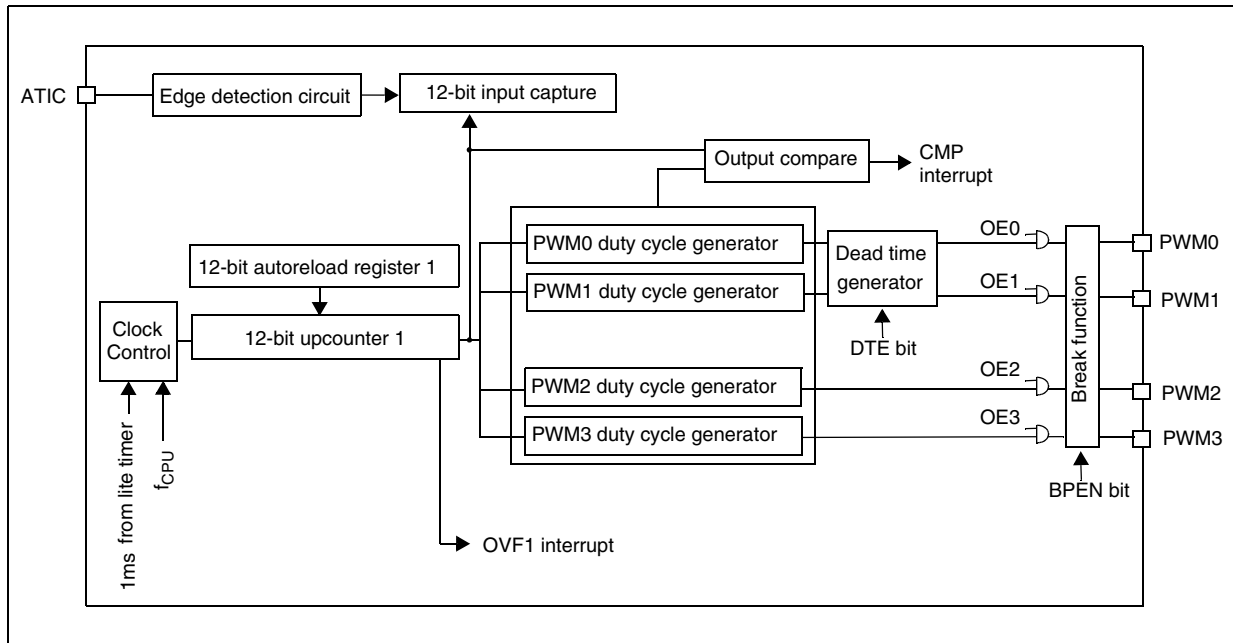 ATIC
Edge detection circuit
12-bit input capture
Output compare
CMP
interrupt
PWM0 duty cycle generator
PWM1 duty cycle generator
PWM2 duty cycle generator
PWM3 duty cycle generator
12-bit autoreload register 1
12-bit upcounter 1
Clock
Control
1ms from lite timer
fCPU
OVF1 interrupt
Dead time
generator
DTE bit
OE0
OE1
OE2
OE3
Break function
BPEN bit
PWM0
PWM1
PWM2
PWM3